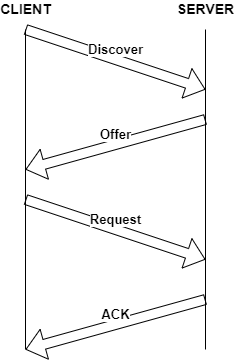 CLIENT SERVER
Discover
Offer
Request
ACK